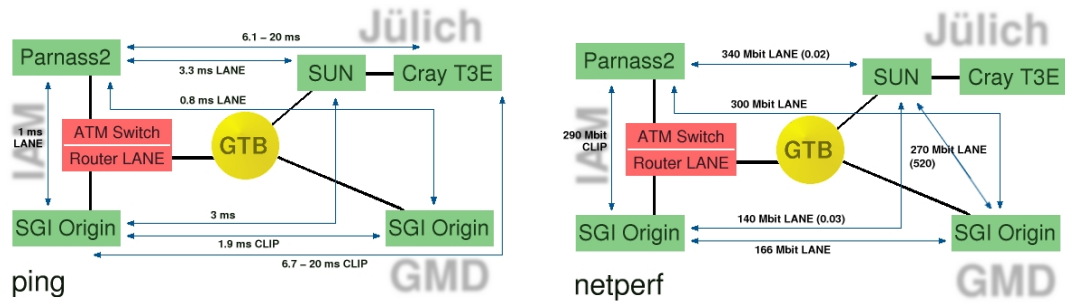 Jülich
6.1 – 20 ms
Parnass2
3.3 ms LANE
SUN
Cray T3E
0.8 ms LANE
IAM
1 ms
LANE
ATM Switch
Router LANE
GTB
3 ms
SGI Origin
SGI Origin
1.9 ms CLIP
6.7 – 20 ms CLIP
GMD
ping
Jülich
Parnass2
340 Mbit LANE (0.02)
SUN
Cray T3E
300 Mbit LANE
IAM
290 Mbit
CLIP
ATM Switch
Router LANE
GTB
270 Mbit LANE
(520)
140 Mbit LANE (0.03)
SGI Origin
SGI Origin
166 Mbit LANE
GMD
netperf